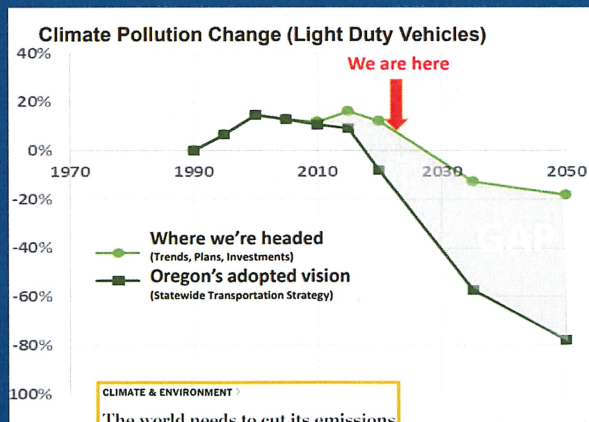 Climate Pollution Change (Light Duty Vehicles)
40%
We are here
20%
0%
1970
1990
2010
2030
2050
-20%
GAP
Where we're headed
(Trends, Plans, Investments)
-40%
Oregon's adopted vision
(Statewide Transportation Strategy)
-60%
-80%
100%
CLIMATE & ENVIRONMENT >
The world needs to cut its emissions